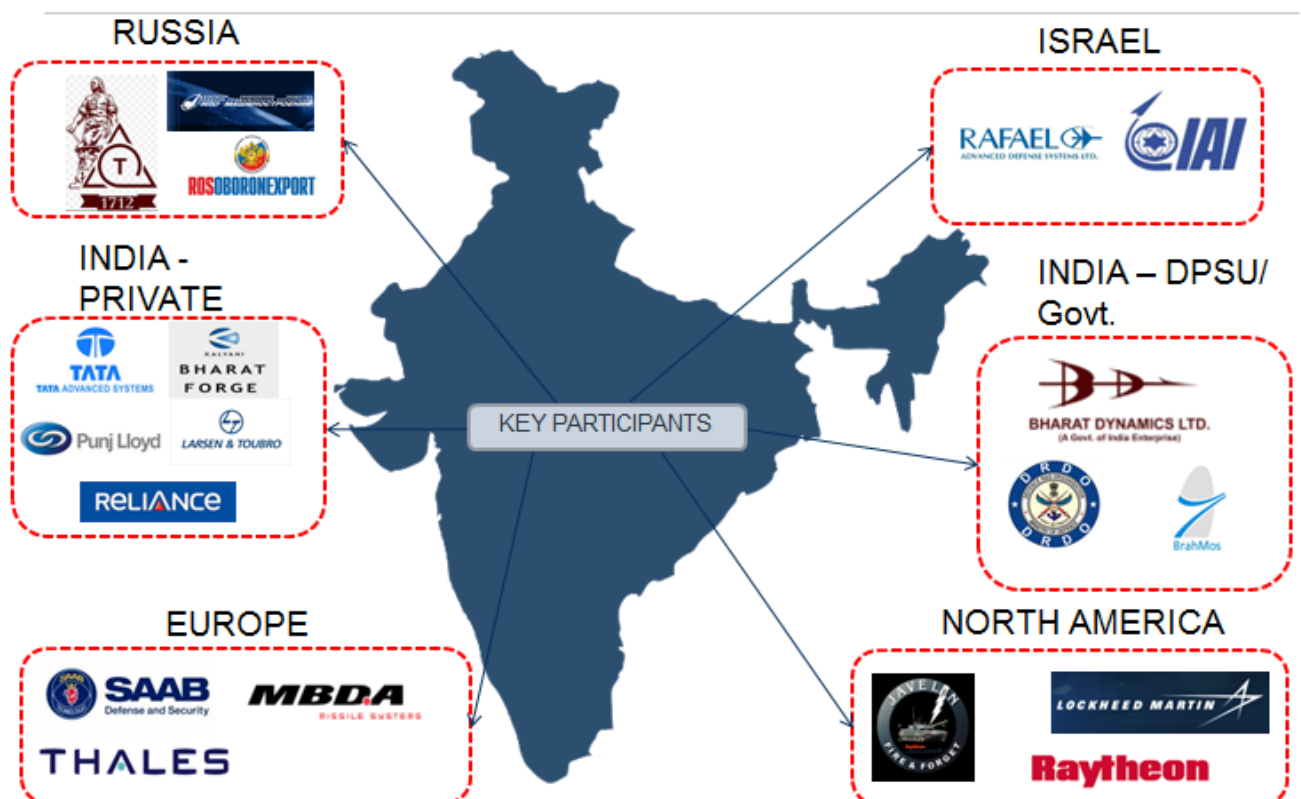 RUSSIA
T
1712
ROSOBORONEXPORT
ISRAEL
RAFAEL
ADVANCED DEFENSE SYSTEMS LTD.
IAI
INDIA -
PRIVATE
TATA
TATA ADVANCED SYSTEMS
KALYANI
BHARAT
FORGE
Punj Lloyd
LARSEN & TOUBRO
RELIANCE
KEY PARTICIPANTS
INDIA – DPSU/
Govt.
BHARAT DYNAMICS LTD.
(A Govt. of India Enterprise)
DRDO
DRDO
BrahMos
EUROPE
SAAB
Defense and Security
MBDA
MISSILE SYSTEMS
THALES
NORTH AMERICA
JAVELIN
FIRE & FORGET
LOCKHEED MARTIN
Raytheon